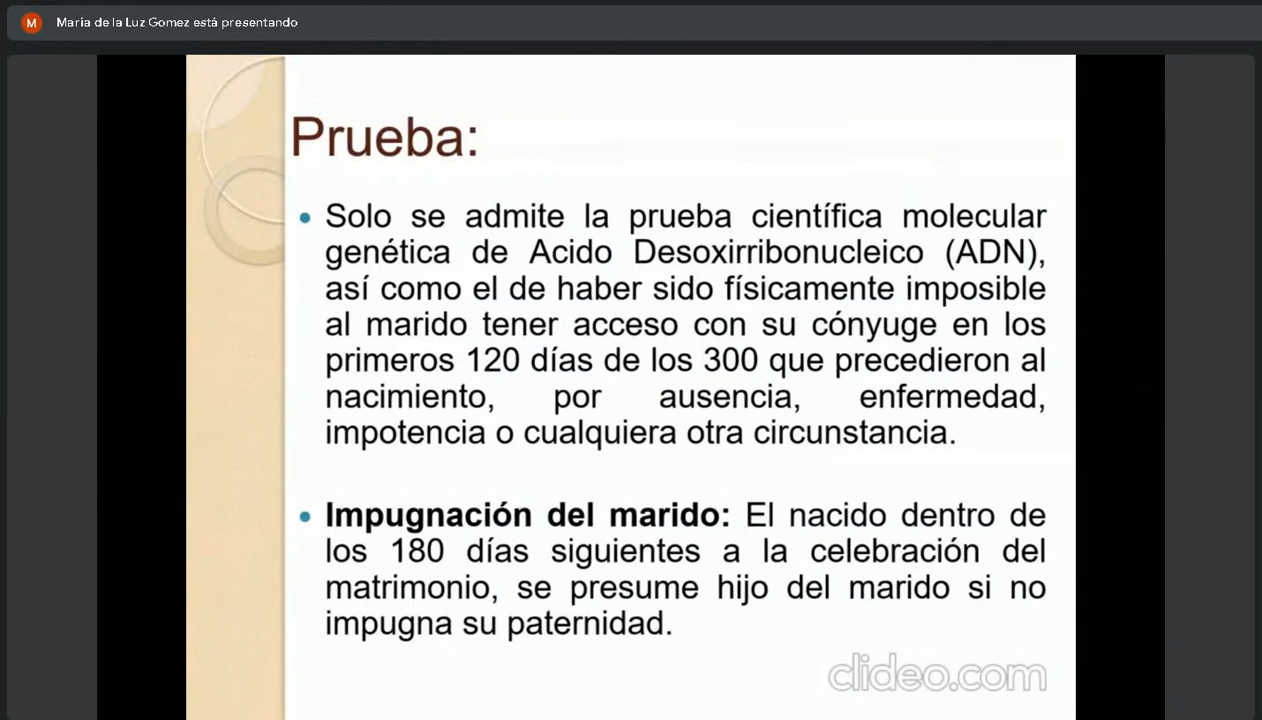 M
Maria de la Luz Gomez está presentando
Prueba:
• Solo se admite la prueba científica molecular
genética de Acido Desoxirribonucleico (ADN),
así como el de haber sido físicamente imposible
al marido tener acceso con su cónyuge en los
primeros 120 días de los 300 que precedieron al
nacimiento, por ausencia, enfermedad,
impotencia o cualquiera otra circunstancia.
• Impugnación del marido: El nacido dentro de
los 180 días siguientes a la celebración del
matrimonio, se presume hijo del marido si no
impugna su paternidad.
clideo.com